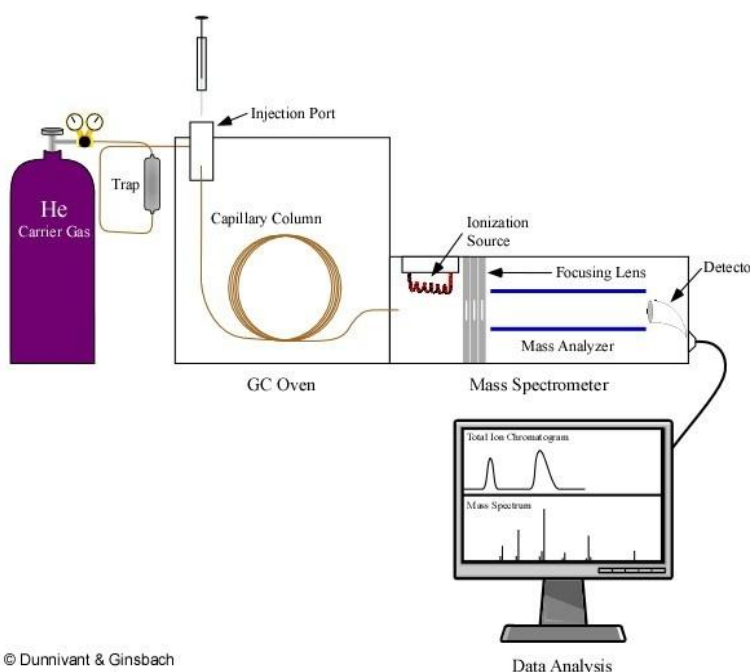 Injection Port
Trap
He
Carrier Gas
Capillary Column
Ionization
Source
Focusing Lens
Detecto
Mass Analyzer
GC Oven
Mass Spectrometer
Total Ion Chromatogram
Mass Spectrum
© Dunnivant & Ginsbach
Data Analysis